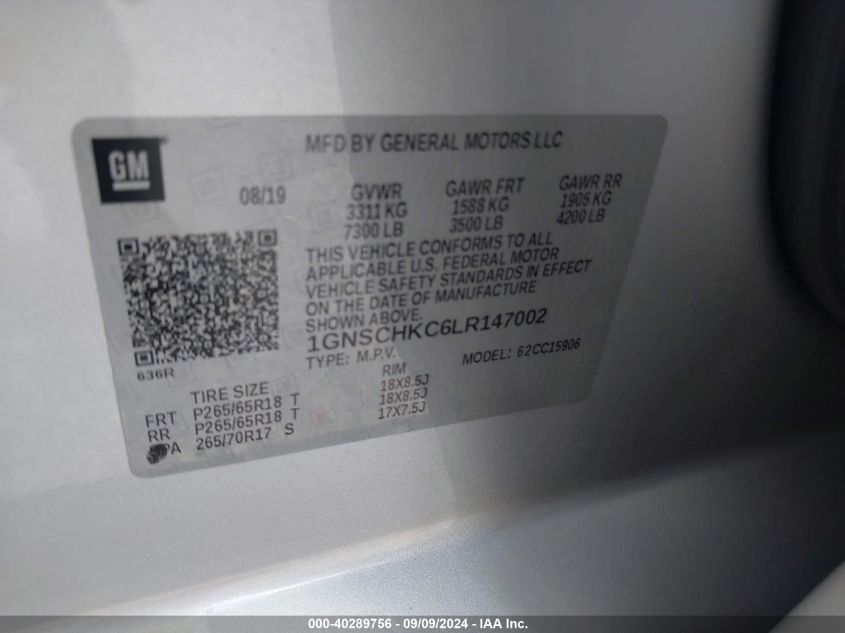 GM
MFD BY GENERAL MOTORS LLC
08/19
GVWR
3311 KG
7300 LB
GAWR FRT
1588 KG
3500 LB
GAWR RR
1905 KG
4200 LB
THIS VEHICLE CONFORMS TO ALL
APPLICABLE U.S. FEDERAL MOTOR
VEHICLE SAFETY STANDARDS IN EFFECT
ON THE DATE OF MANUFACTURE
SHOWN ABOVE.
1GNSCHKC6LR147002
TYPE: M.P.V.
MODEL: 62CC15906
636R
TIRE SIZE
RIM
FRT P265/65R18 T 18X8.5J
RR P265/65R18 T 18X8.5J
265/70R17 S 17X7.5J
000-40289756 - 09/09/2024 - IAA Inc.